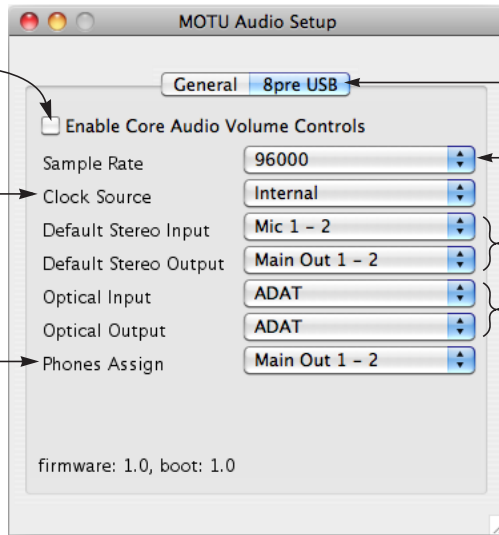 MOTU Audio Setup
General 8pre USB
Enable Core Audio Volume Controls
Sample Rate 96000
Clock Source Internal
Default Stereo Input Mic 1 – 2
Default Stereo Output Main Out 1 – 2
Optical Input ADAT
Optical Output ADAT
Phones Assign Main Out 1 – 2
firmware: 1.0, boot: 1.0